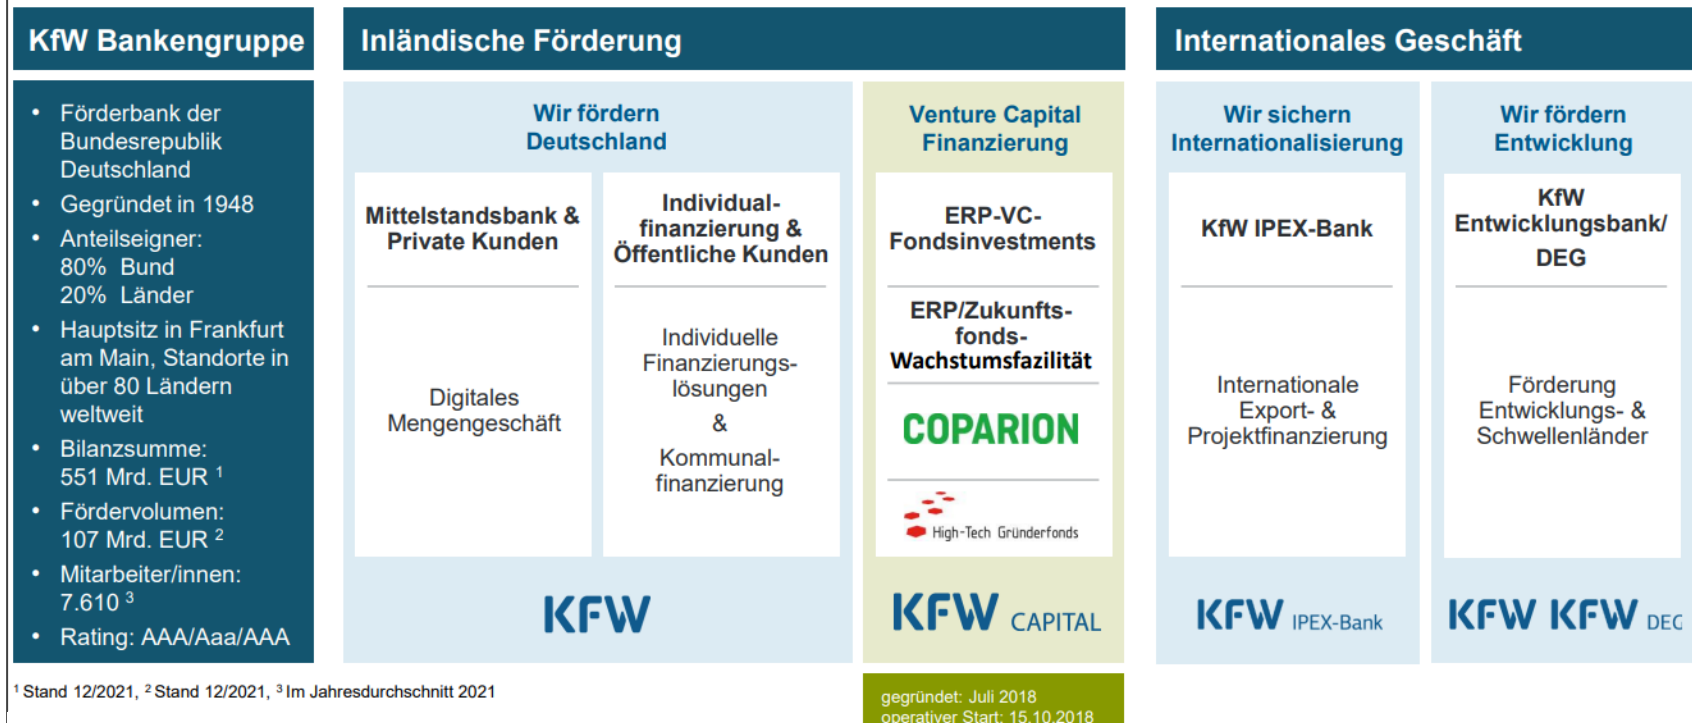 KfW Bankengruppe
• Förderbank der
Bundesrepublik
Deutschland
• Gegründet in 1948
• Anteilseigner:
80% Bund
20% Länder
• Hauptsitz in Frankfurt
am Main, Standorte in
über 80 Ländern
weltweit
• Bilanzsumme:
551 Mrd. EUR ¹
• Fördervolumen:
107 Mrd. EUR ²
• Mitarbeiter/innen:
7.610 ³
• Rating: AAA/Aaa/AAA
Inländische Förderung
Wir fördern
Deutschland
Mittelstandsbank &
Private Kunden
Digitales
Mengengeschäft
Individual-
finanzierung &
Öffentliche Kunden
Individuelle
Finanzierungs-
lösungen
&
Kommunal-
finanzierung
KFW
Venture Capital
Finanzierung
ERP-VC-
Fondsinvestments
ERP/Zukunfts-
fonds-
Wachstumsfazilität
COPARION
High-Tech Gründerfonds
KFW CAPITAL
gegründet: Juli 2018
operativer Start: 15.10.2018
Internationales Geschäft
Wir sichern
Internationalisierung
KfW IPEX-Bank
Internationale
Export- &
Projektfinanzierung
KFW IPEX-Bank
Wir fördern
Entwicklung
KfW
Entwicklungsbank/
DEG
Förderung
Entwicklungs- &
Schwellenländer
KFW KFW DEG
¹ Stand 12/2021, ² Stand 12/2021, ³ Im Jahresdurchschnitt 2021